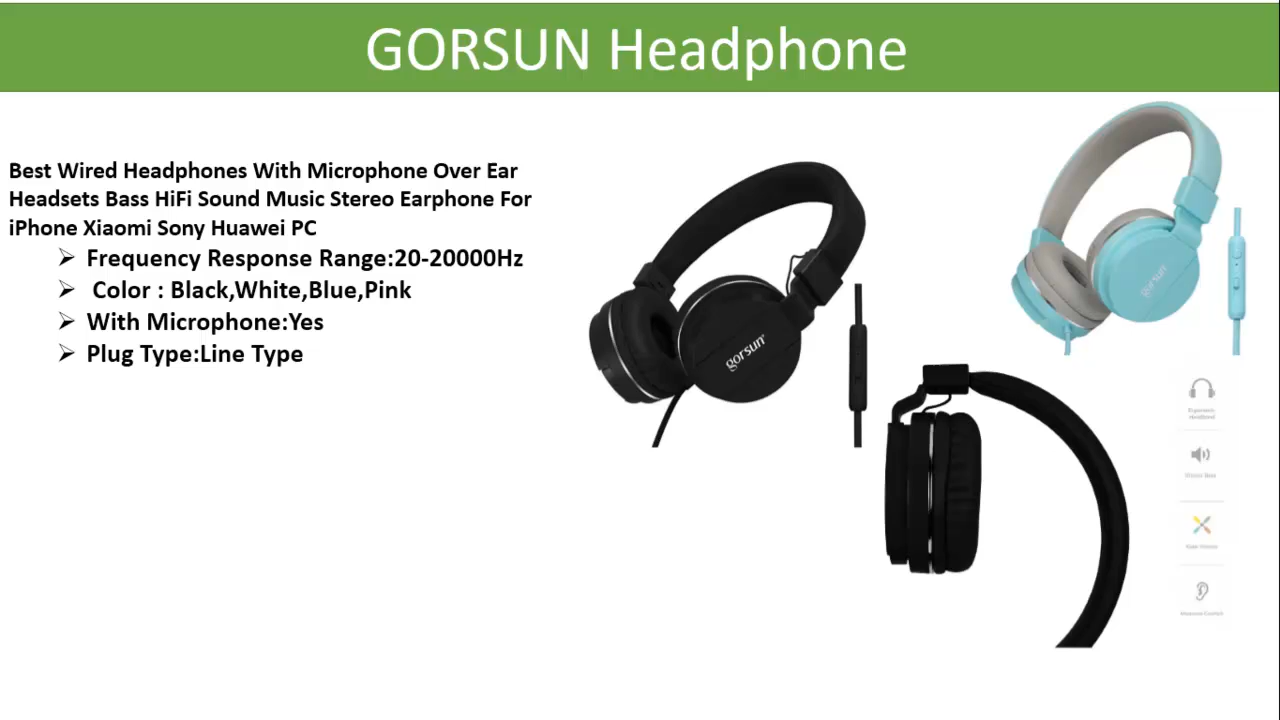 GORSUN Headphone
Best Wired Headphones With Microphone Over Ear
Headsets Bass HiFi Sound Music Stereo Earphone For
iPhone Xiaomi Sony Huawei PC
Frequency Response Range:20-20000Hz
Color : Black,White,Blue,Pink
With Microphone:Yes
Plug Type:Line Type
gorsun
gorsun